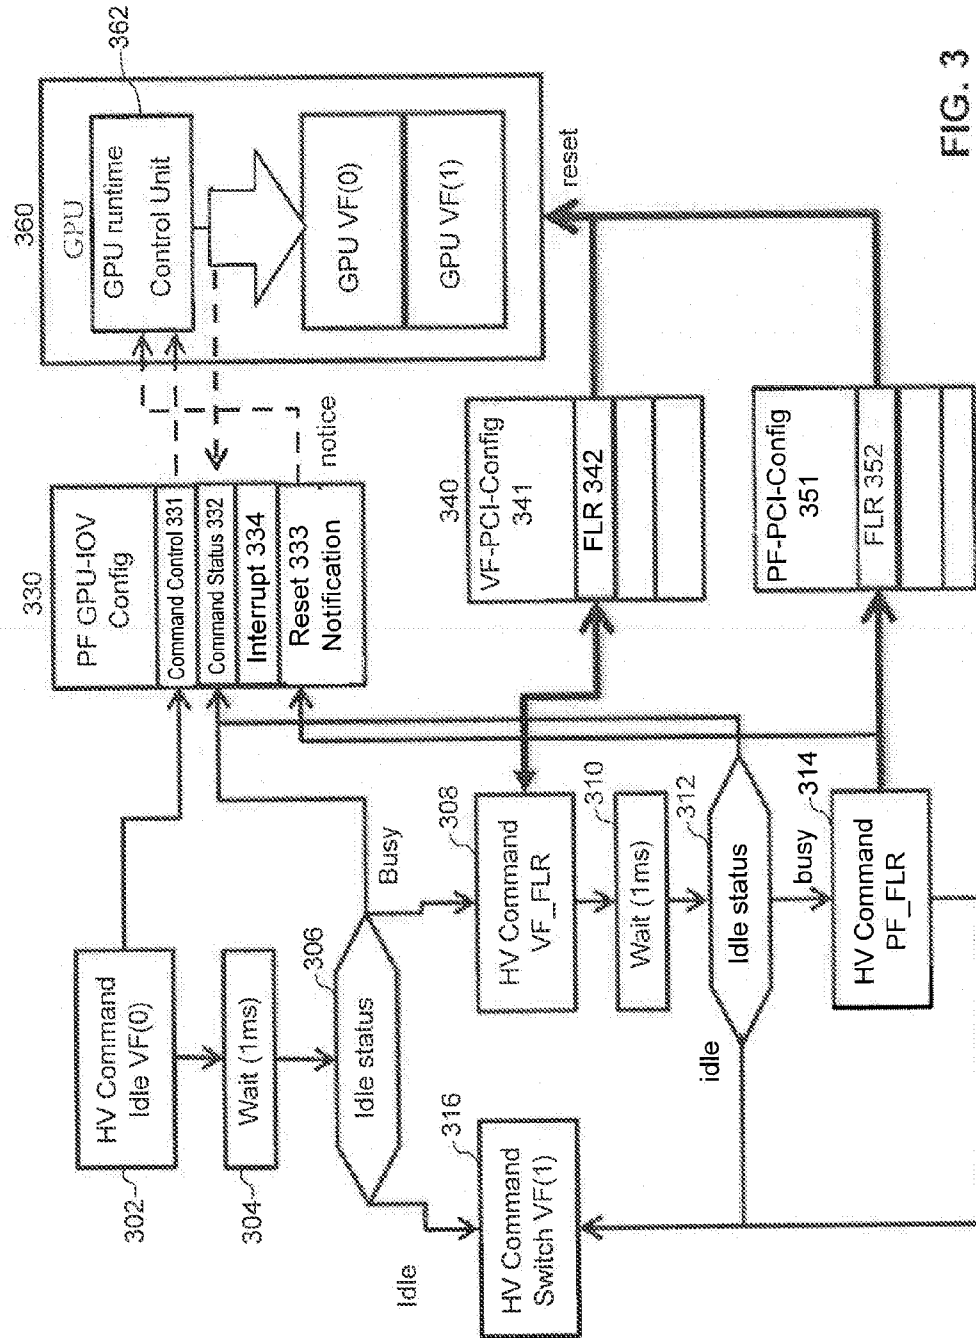 302
HV Command
Idle VF(0)
304
Wait (1ms)
306
Idle status
Idle
Busy
316
HV Command
Switch VF(1)
308
HV Command
VF_FLR
310
Wait (1ms)
312
Idle status
idle
busy
314
HV Command
PF_FLR
330
PF GPU-IOV
Config
Command Control 331
Command Status 332
Interrupt 334
Reset 333
Notification
notice
340
VF-PCI-Config
341
FLR 342
PF-PCI-Config
351
FLR 352
360
GPU
362
GPU runtime
Control Unit
GPU VF(0)
GPU VF(1)
reset
FIG. 3